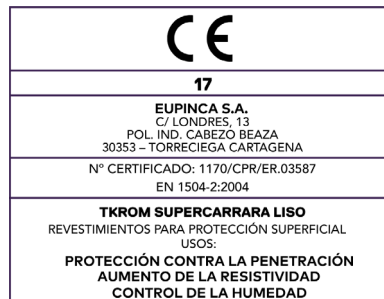 CE
17
EUPINCA S.A.
C/ LONDRES, 13
POL. IND. CABEZO BEAZA
30353 – TORRECIEGA CARTAGENA
Nº CERTIFICADO: 1170/CPR/ER.03587
EN 1504-2:2004
TKROM SUPERCARRARA LISO
REVESTIMIENTOS PARA PROTECCIÓN SUPERFICIAL
USOS:
PROTECCIÓN CONTRA LA PENETRACIÓN
AUMENTO DE LA RESISTIVIDAD
CONTROL DE LA HUMEDAD